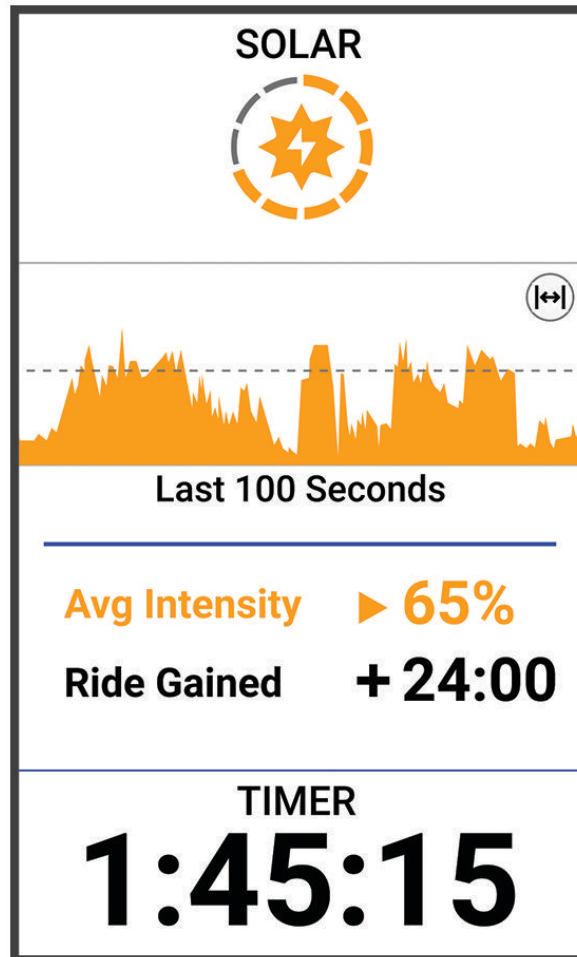 SOLAR
Last 100 Seconds
Avg Intensity 65%
Ride Gained +24:00
TIMER
1:45:15